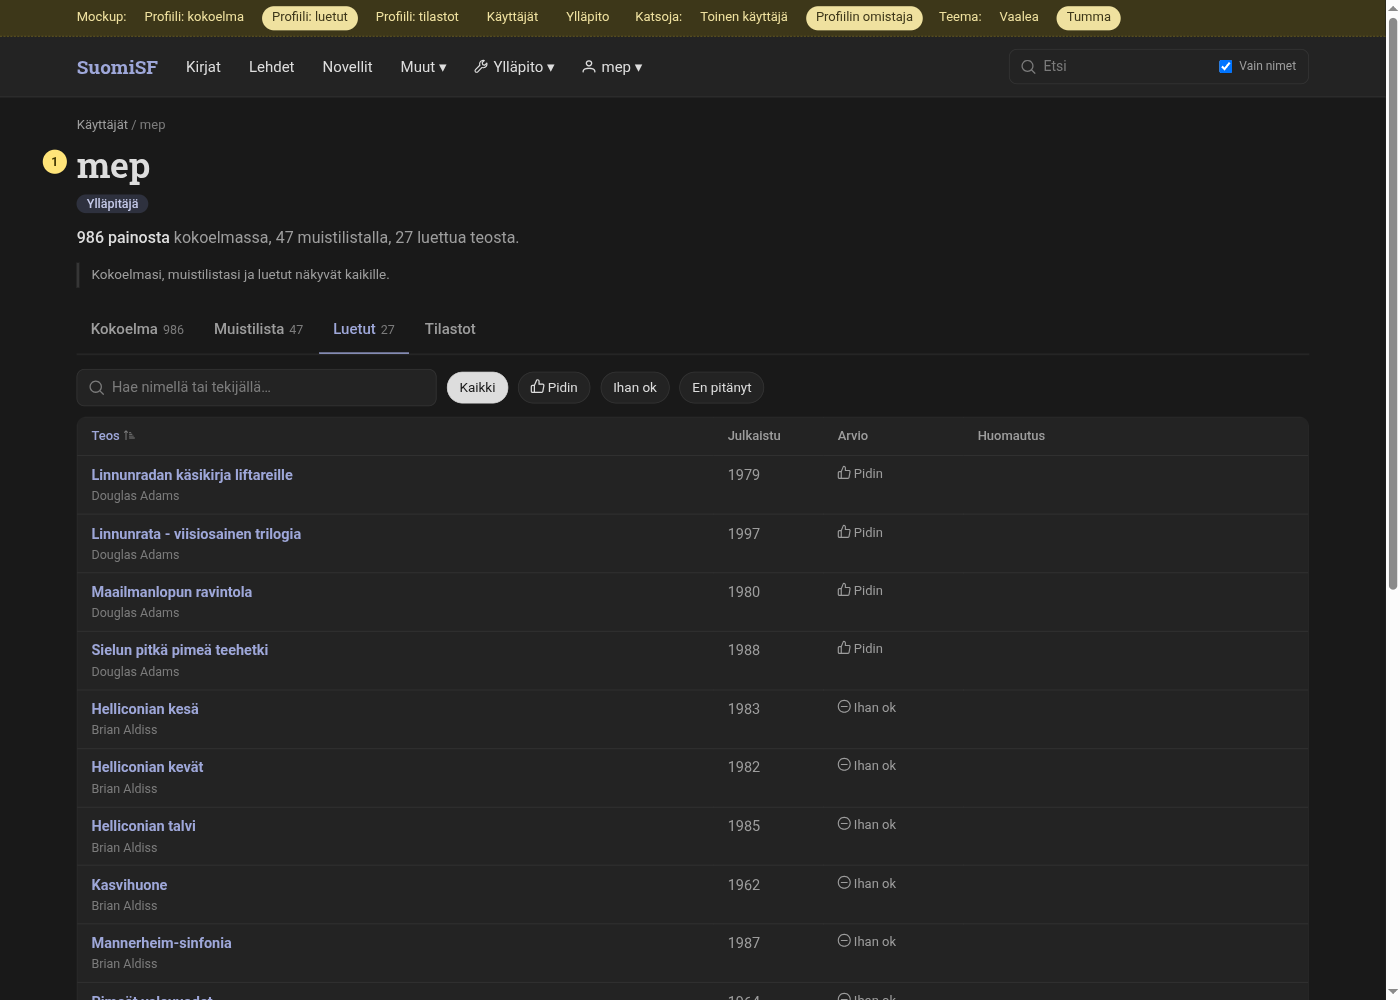 Mockup: Profiili: kokoelma Profiili: luetut Profiili: tilastot Käyttäjät Ylläpito Katsoja: Toinen käyttäjä Profiilin omistaja Teema: Vaalea Tumma
SuomiSF Kirjat Lehdet Novellit Muut ▾ Ylläpito ▾ mep ▾ Etsi Vain nimet
Käyttäjät / mep
1 mep
Ylläpitäjä
986 painosta kokoelmassa, 47 muistilistalla, 27 luettua teosta.
Kokoelmasi, muistilistasi ja luetut näkyvät kaikille.
Kokoelma 986 Muistilista 47 Luetut 27 Tilastot
Hae nimellä tai tekijällä... Kaikki Pidin Ihan ok En pitänyt
Teos Julkaistu Arvio Huomautus
Linnunradan käsikirja liftareille 1979 Pidin
Douglas Adams
Linnunrata - viisiosainen trilogia 1997 Pidin
Douglas Adams
Maailmanlopun ravintola 1980 Pidin
Douglas Adams
Sielun pitkä pimeä teehetki 1988 Pidin
Douglas Adams
Helliconian kesä 1983 Ihan ok
Brian Aldiss
Helliconian kevät 1982 Ihan ok
Brian Aldiss
Helliconian talvi 1985 Ihan ok
Brian Aldiss
Kasvihuone 1962 Ihan ok
Brian Aldiss
Mannerheim-sinfonia 1987 Ihan ok
Brian Aldiss
1964 Ihan ok